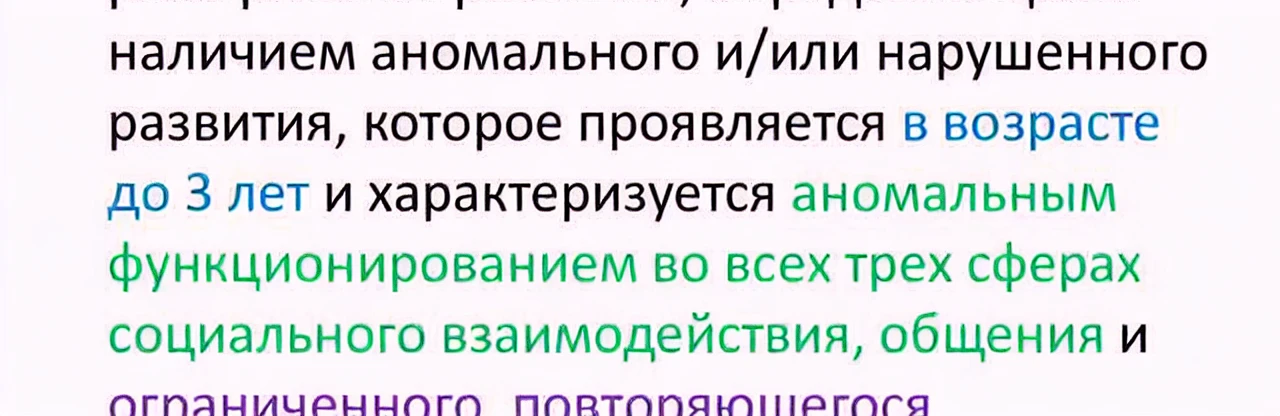 наличием аномального и/или нарушенного
развития, которое проявляется в возрасте
до 3 лет и характеризуется аномальным
функционированием во всех трех сферах
социального взаимодействия, общения и
ограниченного, повторяющегося